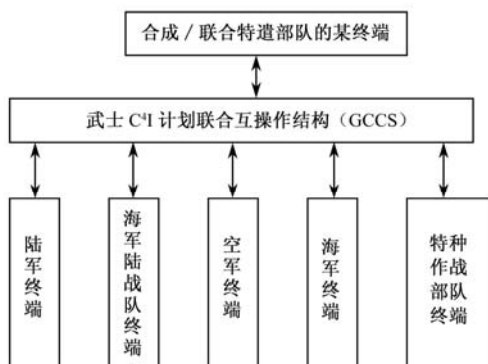 合成/联合特遣部队的某终端
武士 C⁴I 计划联合互操作结构（GCCS）
陆军终端
海军陆战队终端
空军终端
海军终端
特种作战部队终端